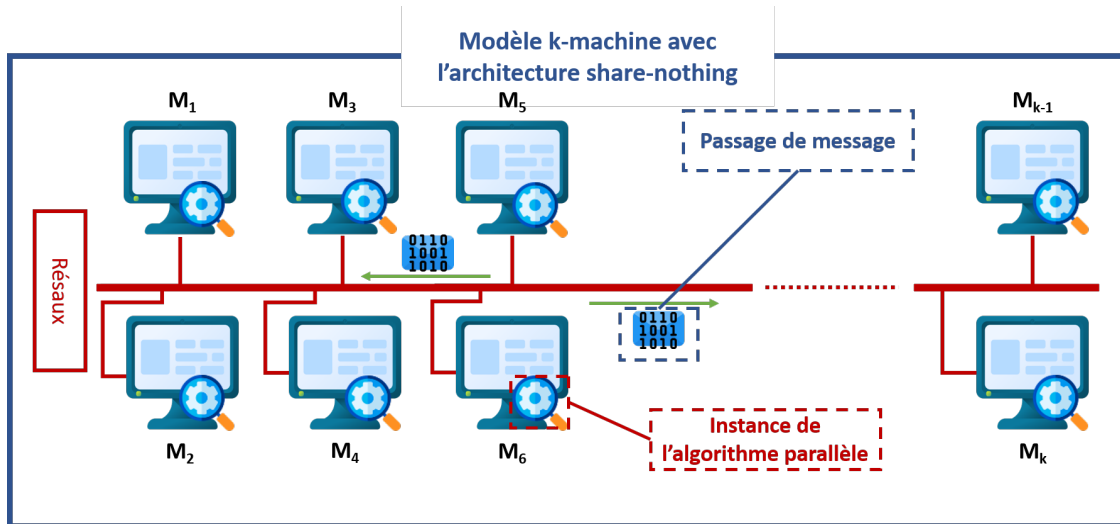 Modèle k-machine avec
l'architecture share-nothing
M₁
M₃
M₅
Mₖ₋₁
Passage de message
Résaux
0110
1001
1010
0110
1001
1010
Instance de
l'algorithme parallèle
M₂
M₄
M₆
Mₖ